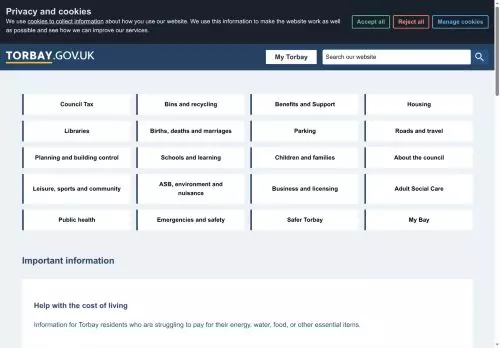 Privacy and cookies
We use cookies to collect information about how you use our website. We use this information to make the website work as well
as possible and see how we can improve our services.
Accept all
Reject all
Manage cookies
TORBAY.GOV.UK
My Torbay
Search our website
Council Tax
Bins and recycling
Benefits and Support
Housing
Libraries
Births, deaths and marriages
Parking
Roads and travel
Planning and building control
Schools and learning
Children and families
About the council
Leisure, sports and community
ASB, environment and
nuisance
Business and licensing
Adult Social Care
Public health
Emergencies and safety
Safer Torbay
My Bay
Important information
Help with the cost of living
Information for Torbay residents who are struggling to pay for their energy, water, food, or other essential items.